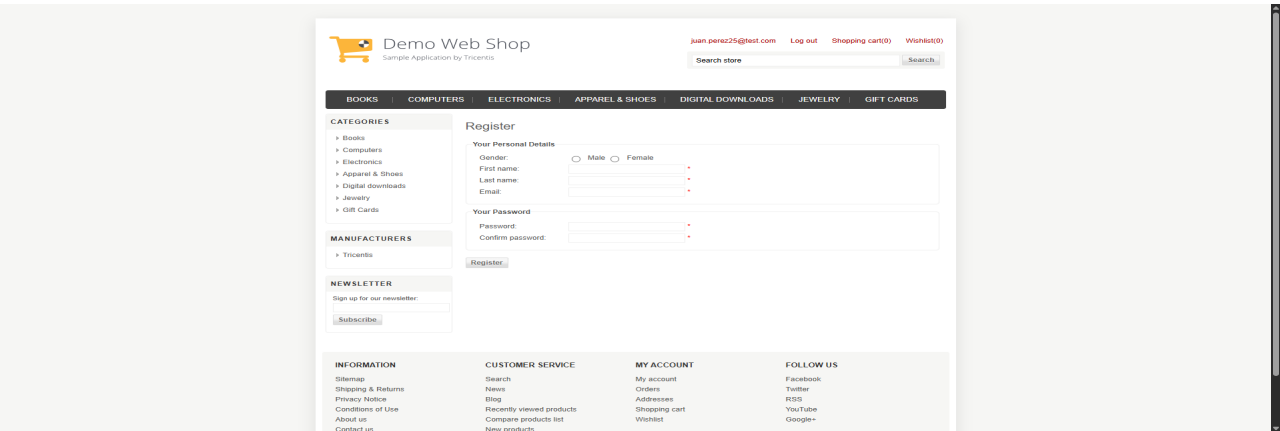 Demo Web Shop
Sample Application by Tricentis
juan.perez25@test.com Log out Shopping cart(0) Wishlist(0)
Search store Search
BOOKS | COMPUTERS | ELECTRONICS | APPAREL & SHOES | DIGITAL DOWNLOADS | JEWELRY | GIFT CARDS
CATEGORIES
Books
Computers
Electronics
Apparel & Shoes
Digital downloads
Jewelry
Gift Cards
MANUFACTURERS
Tricentis
NEWSLETTER
Sign up for our newsletter:
Subscribe
Register
Your Personal Details
Gender: Male Female
First name: *
Last name: *
Email: *
Your Password
Password: *
Confirm password: *
Register
INFORMATION
Sitemap
Shipping & Returns
Privacy Notice
Conditions of Use
About us
Contact us
CUSTOMER SERVICE
Search
News
Blog
Recently viewed products
Compare products list
New products
MY ACCOUNT
My account
Orders
Addresses
Shopping cart
Wishlist
FOLLOW US
Facebook
Twitter
RSS
YouTube
Google+